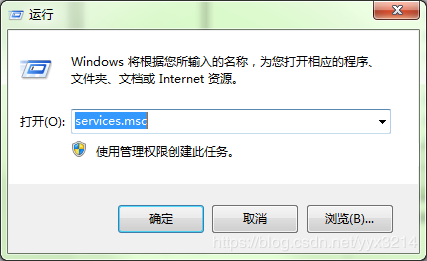 运行
Windows 将根据您所输入的名称，为您打开相应的程序、
文件夹、文档或 Internet 资源。
打开(O): services.msc
使用管理权限创建此任务。
确定 取消 浏览(B)...
https://blog.csdn.net/yyx3214